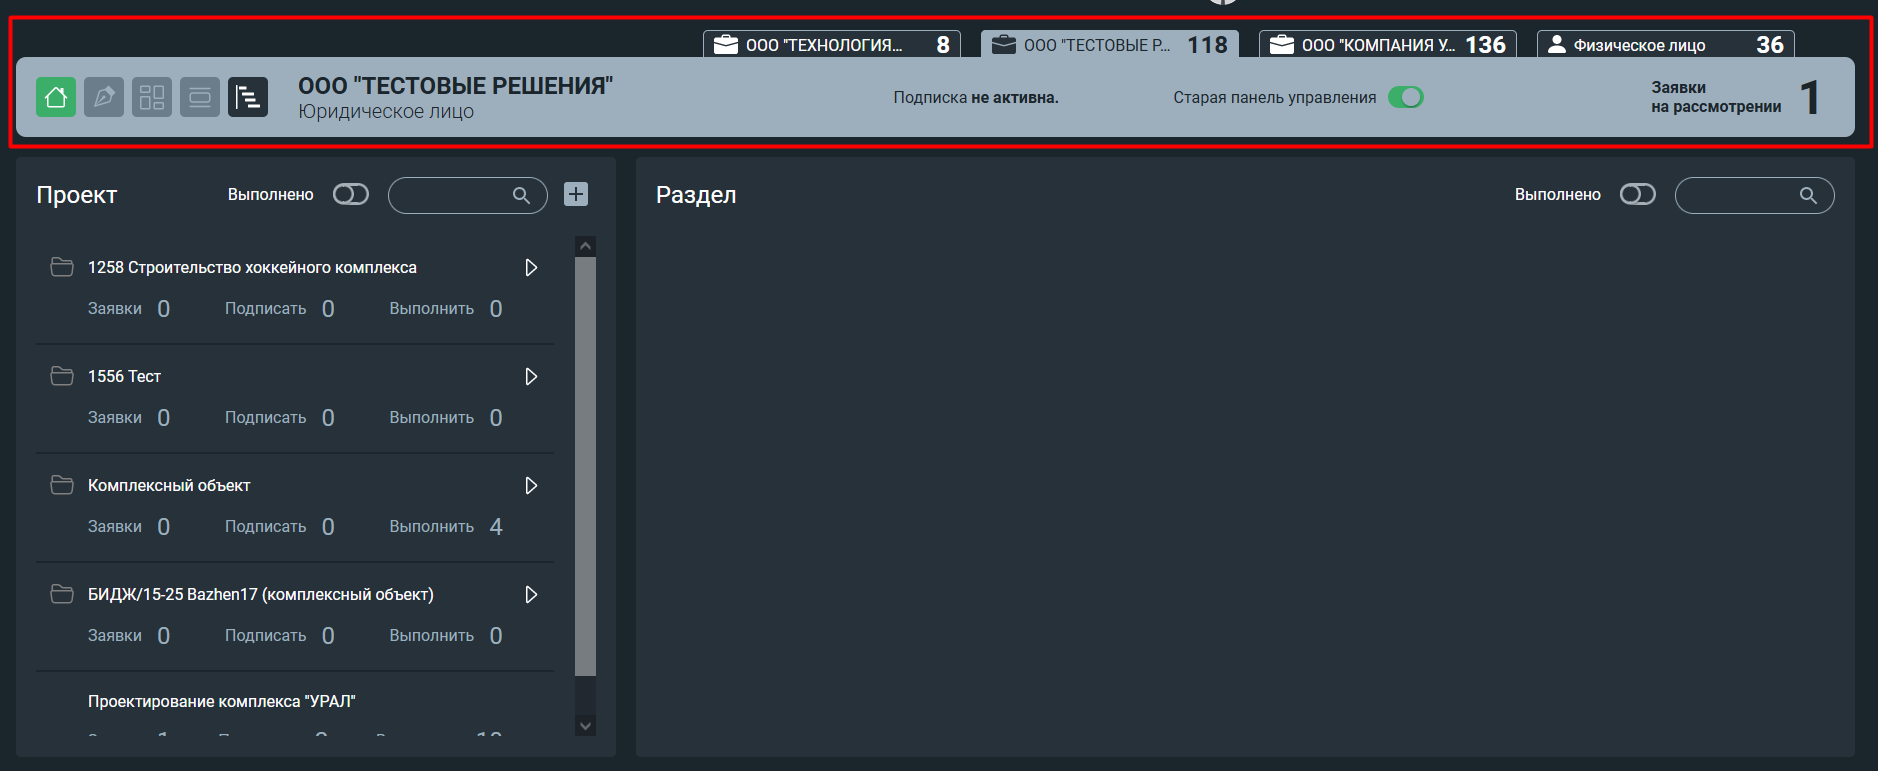 ООО "ТЕХНОЛОГИЯ... 8
ООО "ТЕСТОВЫЕ Р... 118
ООО "КОМПАНИЯ У... 136
Физическое лицо 36
ООО "ТЕСТОВЫЕ РЕШЕНИЯ"
Юридическое лицо
Подписка не активна.
Старая панель управления
Заявки
на рассмотрении 1
Проект
Выполнено
1258 Строительство хоккейного комплекса
Заявки 0 Подписать 0 Выполнить 0
1556 Тест
Заявки 0 Подписать 0 Выполнить 0
Комплексный объект
Заявки 0 Подписать 0 Выполнить 4
БИДЖ/15-25 Bazhen17 (комплексный объект)
Заявки 0 Подписать 0 Выполнить 0
Проектирование комплекса "УРАЛ"
Раздел
Выполнено